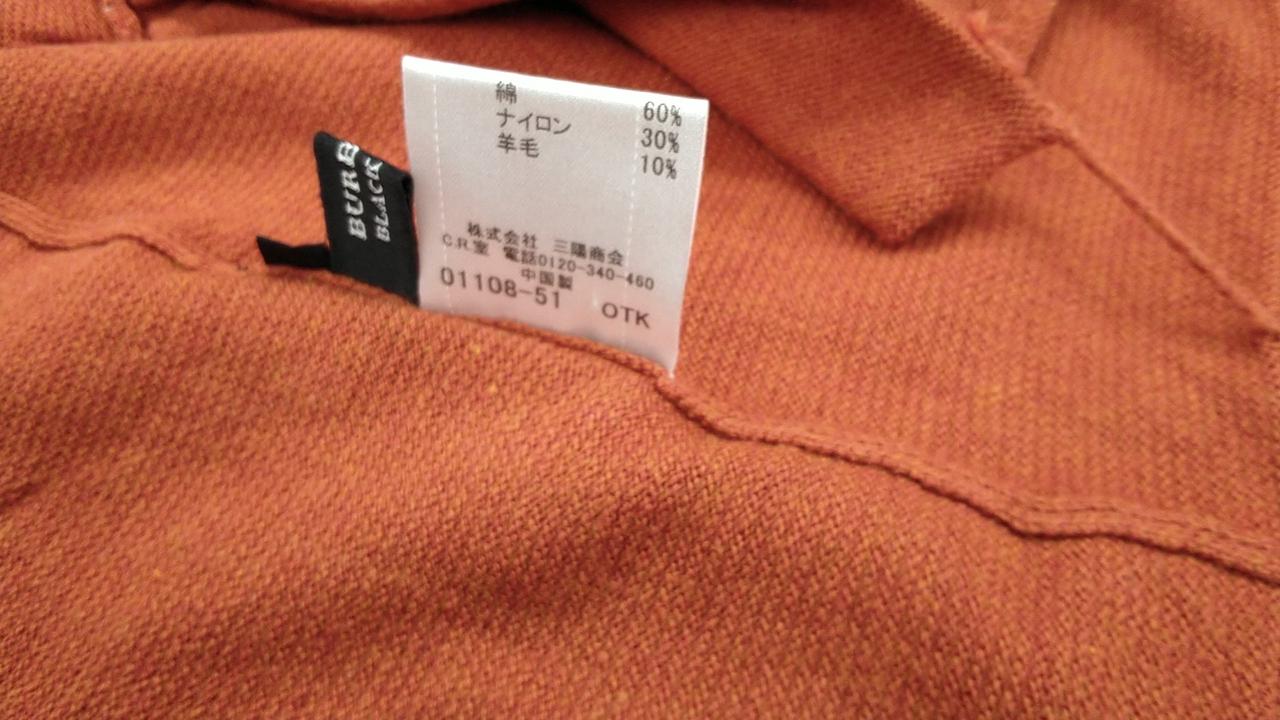 綿 60%
ナイロン 30%
羊毛 10%
株式会社 三陽商会
C.R.室 電話0120-340-460
中国製
01108-51 OTK
BURB
BLACK